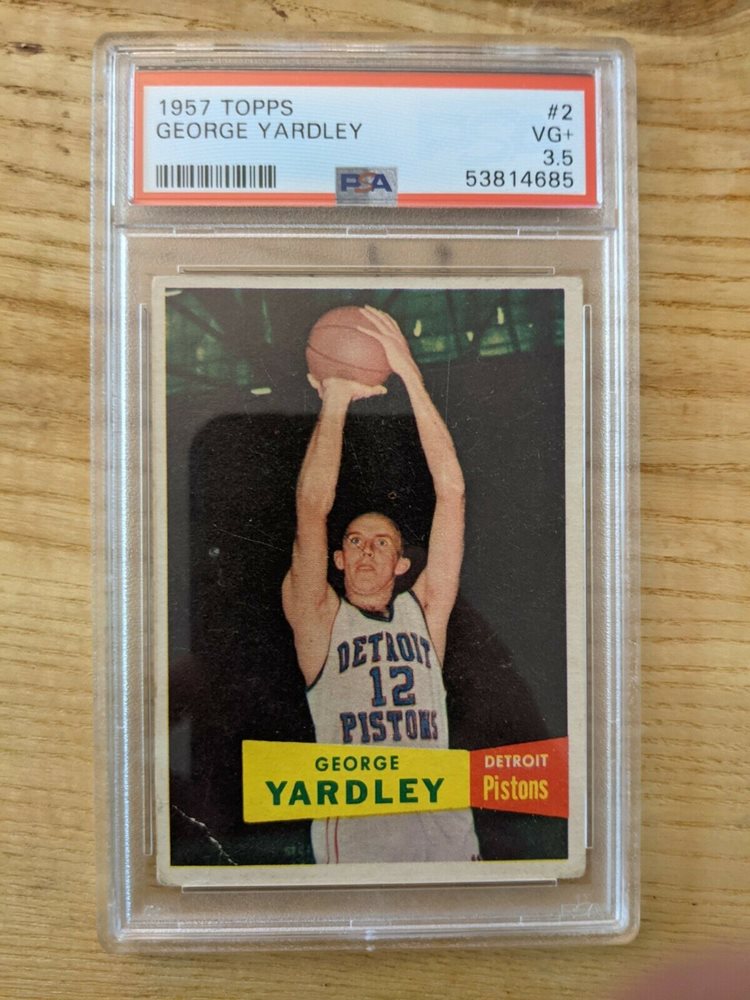 1957 TOPPS #2
GEORGE YARDLEY VG+
3.5
PSA 53814685
DETROIT
12
PISTONS
GEORGE DETROIT
YARDLEY Pistons